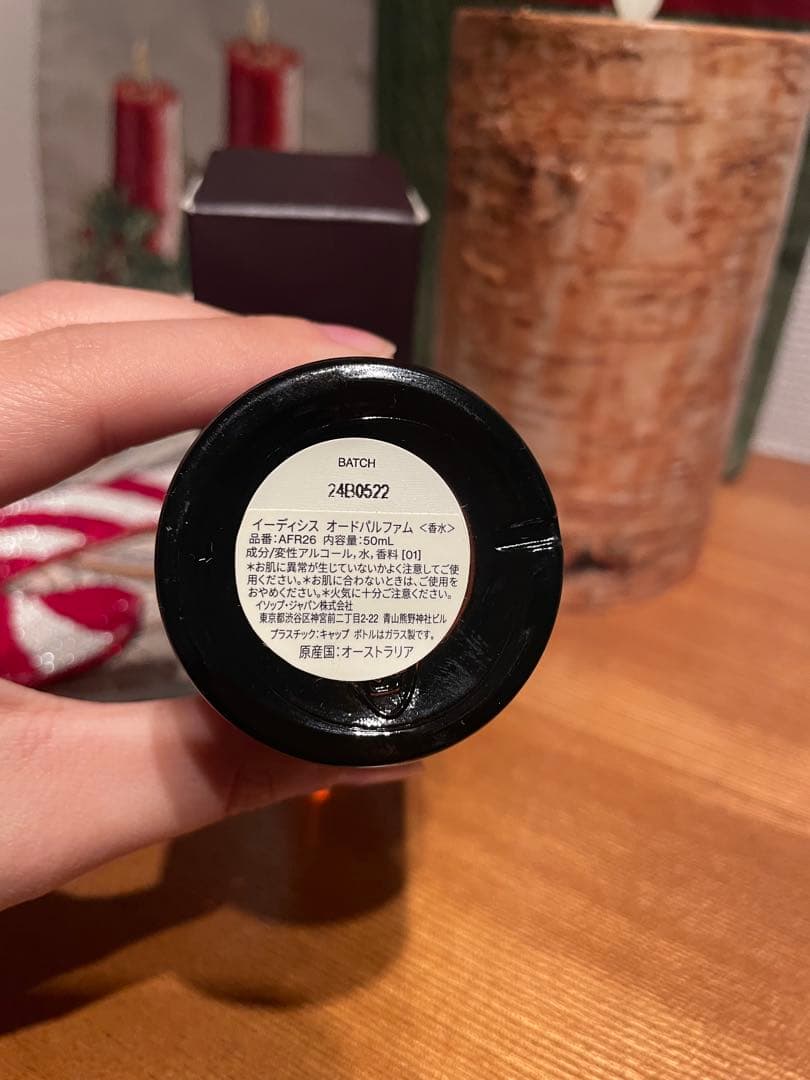 BATCH
24B0522
イーディシス オードパルファム <香水>
品番:AFR26 内容量:50mL
成分/変性アルコール,水,香料 [01]
*お肌に異常が生じていないかよく注意してご使
用ください。*お肌に合わないときは、ご使用を
おやめください。*火気に十分ご注意ください。
イソップ・ジャパン株式会社
東京都渋谷区神宮前二丁目2-22 青山熊野神社ビル
プラスチック:キャップ ボトルはガラス製です。
原産国:オーストラリア